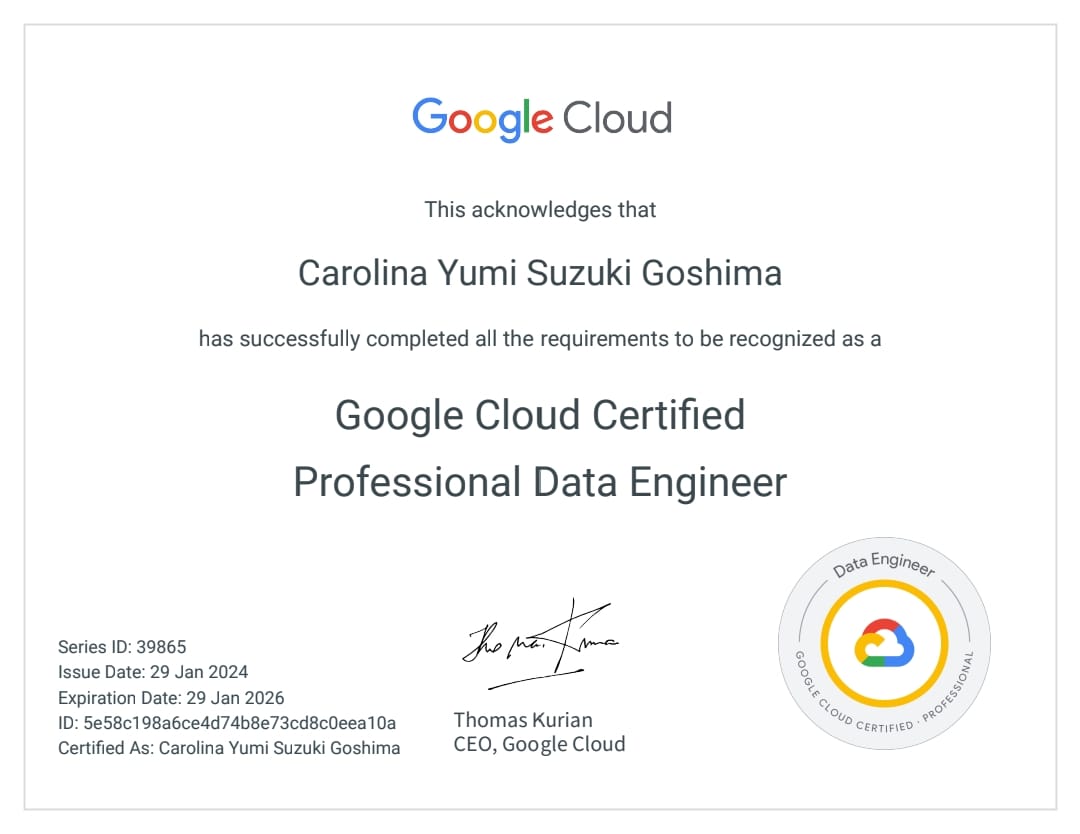 Google Cloud
This acknowledges that
Carolina Yumi Suzuki Goshima
has successfully completed all the requirements to be recognized as a
Google Cloud Certified
Professional Data Engineer
Series ID: 39865
Issue Date: 29 Jan 2024
Expiration Date: 29 Jan 2026
ID: 5e58c198a6ce4d74b8e73cd8c0eea10a
Certified As: Carolina Yumi Suzuki Goshima
Thomas Kurian
Thomas Kurian
CEO, Google Cloud
Data Engineer
GOOGLE CLOUD CERTIFIED · PROFESSIONAL